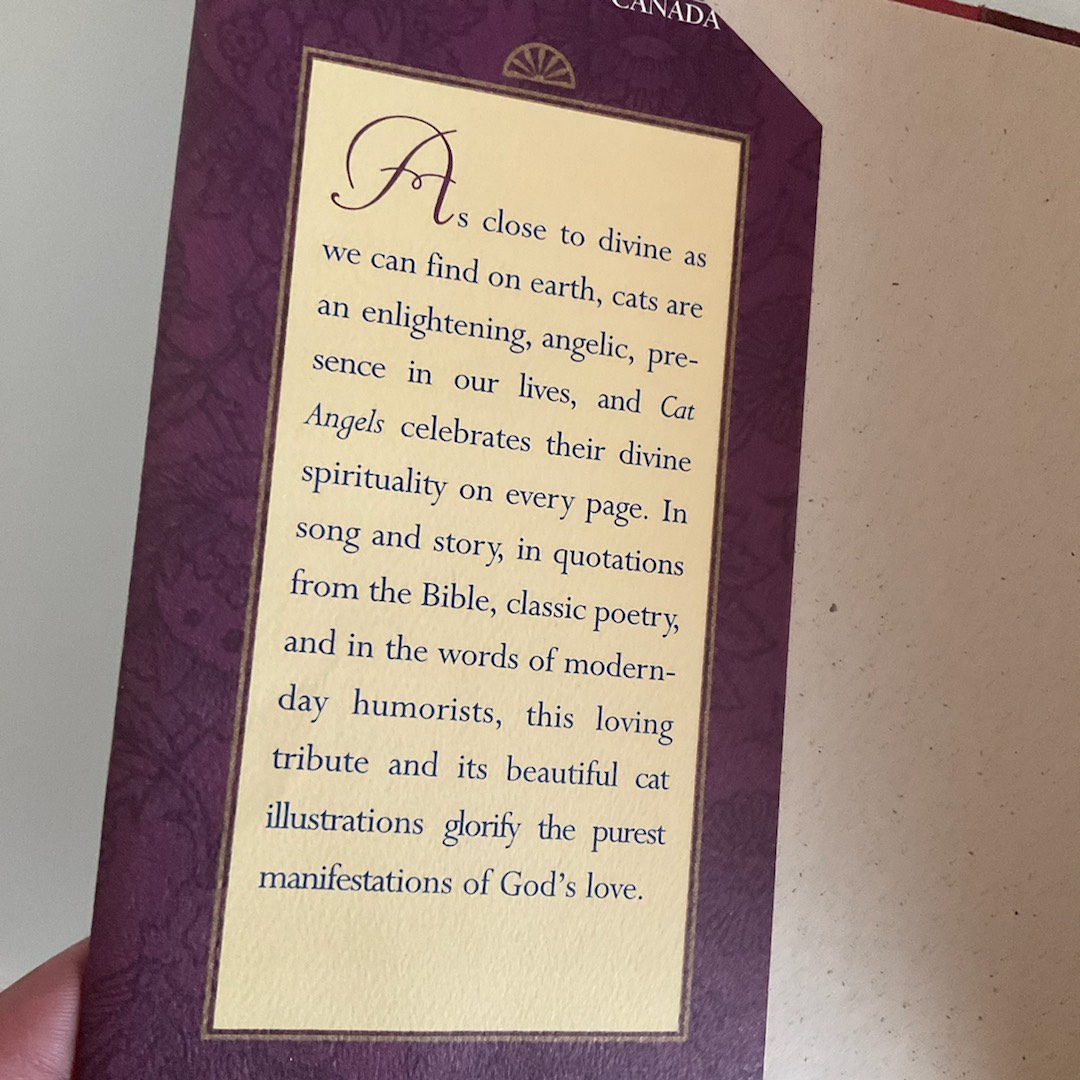 CANADA
As close to divine as
we can find on earth, cats are
an enlightening, angelic, pre-
sence in our lives, and Cat
Angels celebrates their divine
spirituality on every page. In
song and story, in quotations
from the Bible, classic poetry,
and in the words of modern-
day humorists, this loving
tribute and its beautiful cat
illustrations glorify the purest
manifestations of God’s love.